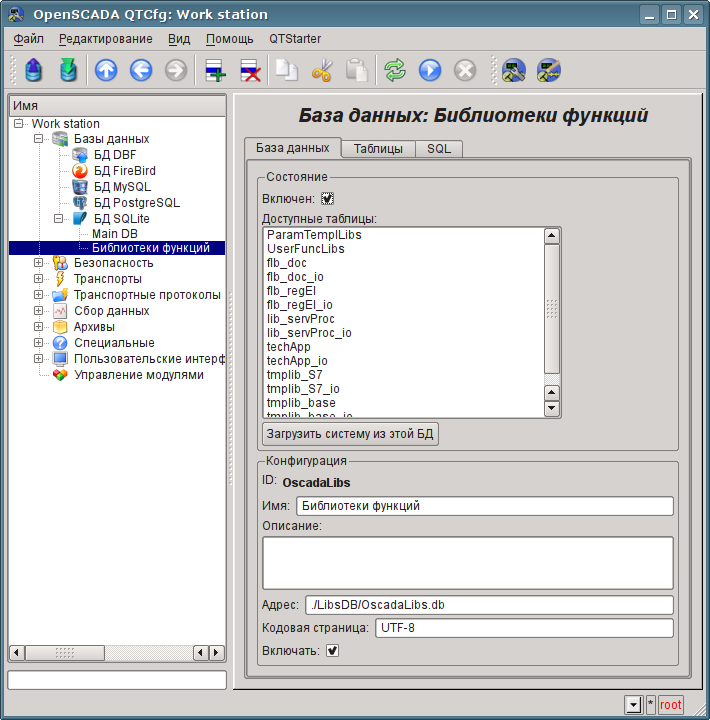 OpenSCADA QTCfg: Work station
Файл Редактирование Вид Помощь QTStarter
Имя
Work station
Базы данных
БД DBF
БД FireBird
БД MySQL
БД PostgreSQL
БД SQLite
Main DB
Библиотеки функций
Безопасность
Транспорты
Транспортные протоколы
Сбор данных
Архивы
Специальные
Пользовательские интерф
Управление модулями
База данных: Библиотеки функций
База данных Таблицы SQL
Состояние
Включен:
Доступные таблицы:
ParamTemplLibs
UserFuncLibs
flb_doc
flb_doc_io
flb_regEl
flb_regEl_io
lib_servProc
lib_servProc_io
techApp
techApp_io
tmplib_S7
tmplib_S7_io
tmplib_base
tmplib_base_io
Загрузить систему из этой БД
Конфигурация
ID: OscadaLibs
Имя: Библиотеки функций
Описание:
Адрес: ./LibsDB/OscadaLibs.db
Кодовая страница: UTF-8
Включать:
* root